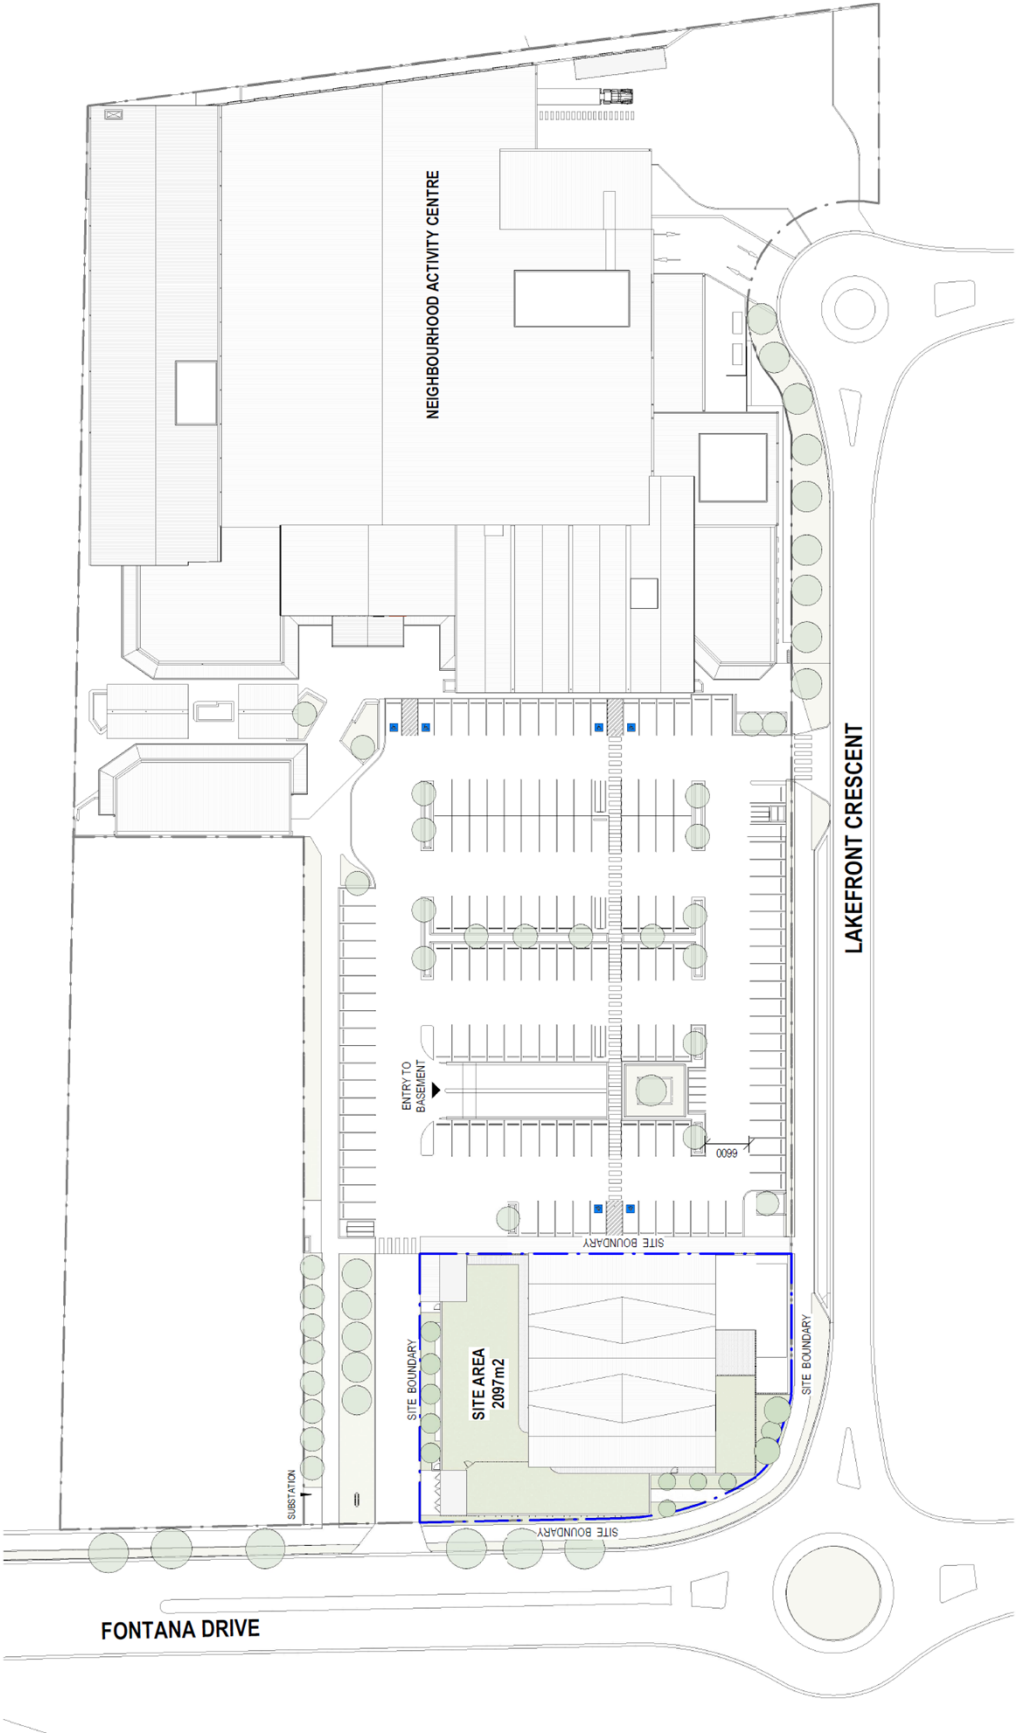 NEIGHBOURHOOD ACTIVITY CENTRE
LAKEFRONT CRESCENT
ENTRY TO
BASEMENT
6600
SITE BOUNDARY
SITE BOUNDARY
SITE AREA
2097m2
SITE BOUNDARY
SUBSTATION
SITE BOUNDARY
FONTANA DRIVE